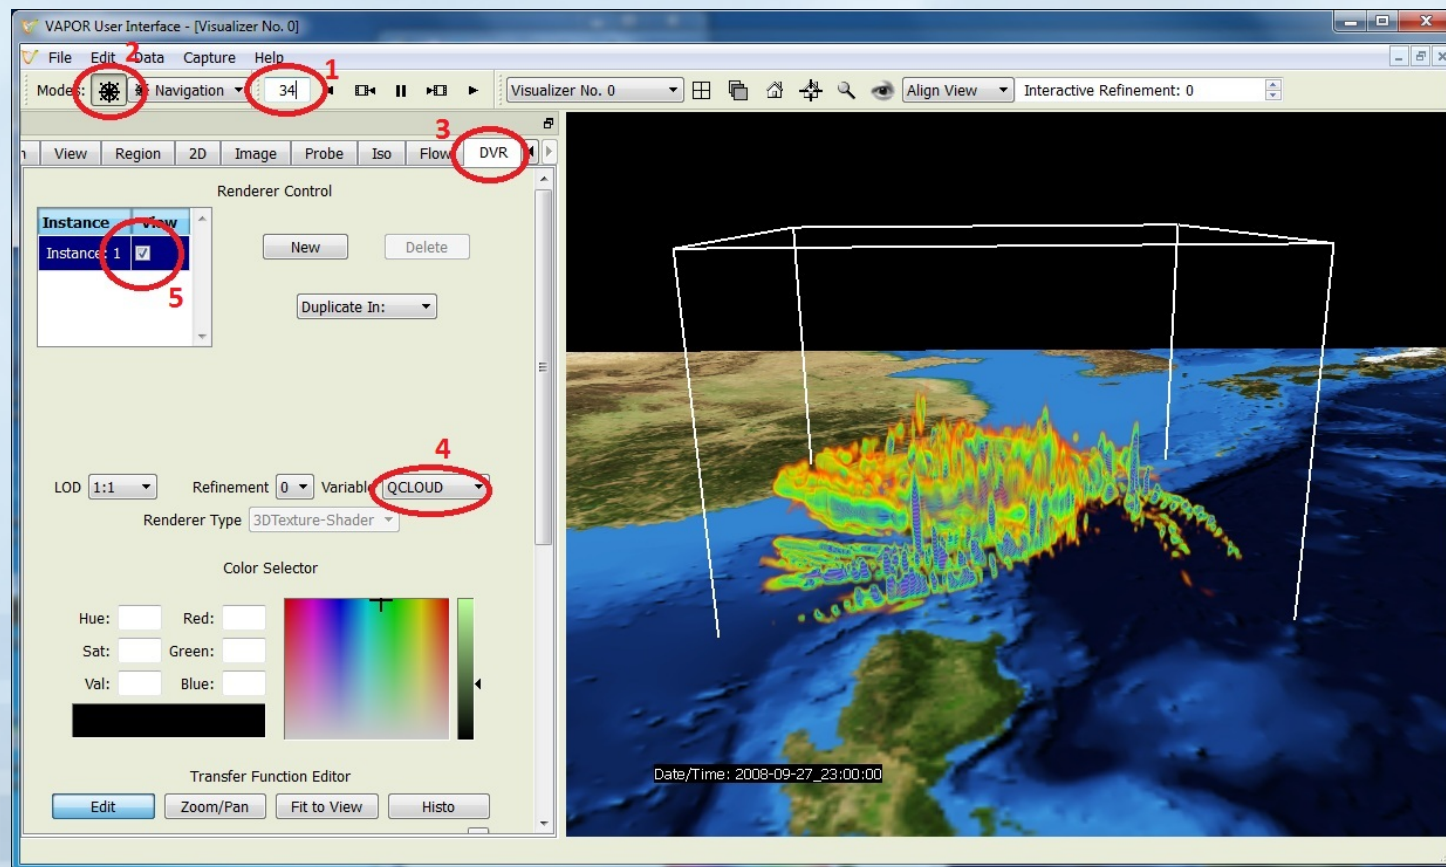 VAPOR User Interface - [Visualizer No. 0]
File Edit Data Capture Help
2
1
Modes: Navigation 34 Visualizer No. 0 Align View Interactive Refinement: 0
3
View Region 2D Image Probe Iso Flow DVR
Renderer Control
Instance View
Instance: 1
New Delete
5
Duplicate In:
4
LOD 1:1 Refinement 0 Variable QCLOUD
Renderer Type 3DTexture-Shader
Color Selector
Hue: Red:
Sat: Green:
Val: Blue:
Transfer Function Editor
Edit Zoom/Pan Fit to View Histo
Date/Time: 2008-09-27_23:00:00